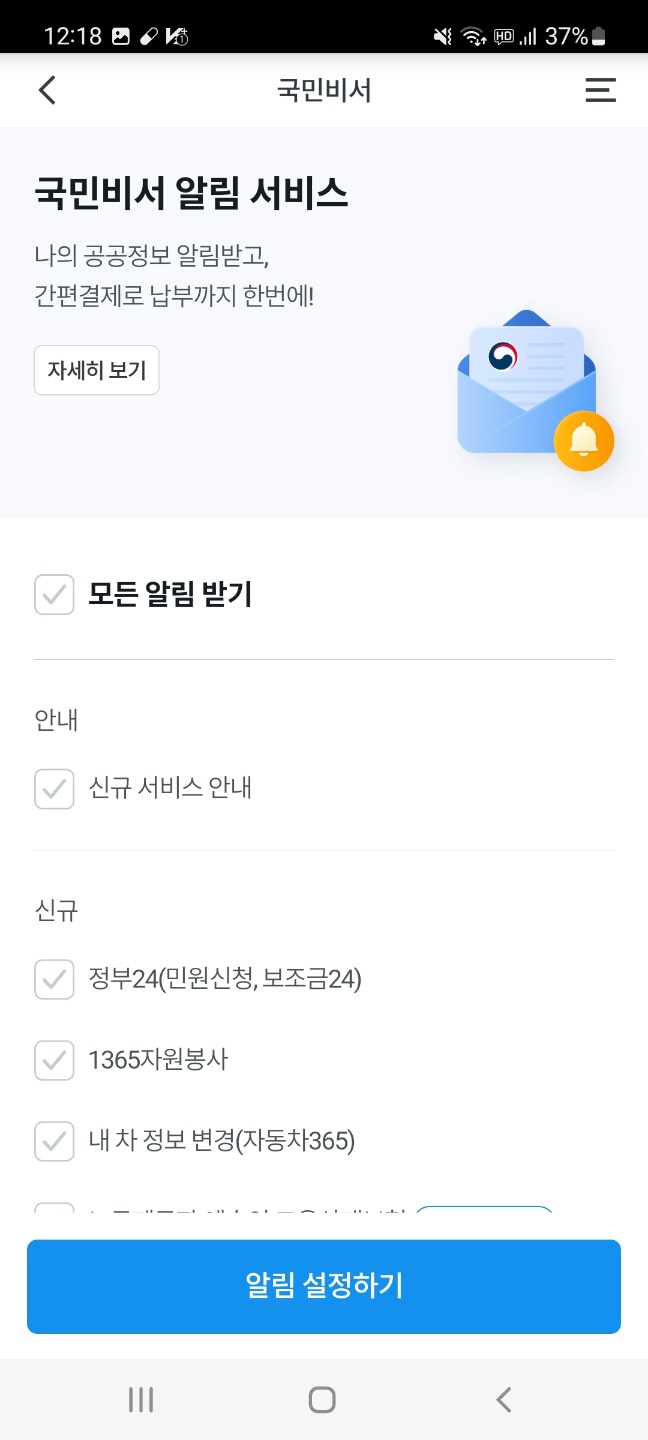 12:18
HD
37%
국민비서
국민비서 알림 서비스
나의 공공정보 알림받고,
간편결제로 납부까지 한번에!
자세히 보기
모든 알림 받기
안내
신규 서비스 안내
신규
정부24(민원신청, 보조금24)
1365자원봉사
내 차 정보 변경(자동차365)
알림 설정하기